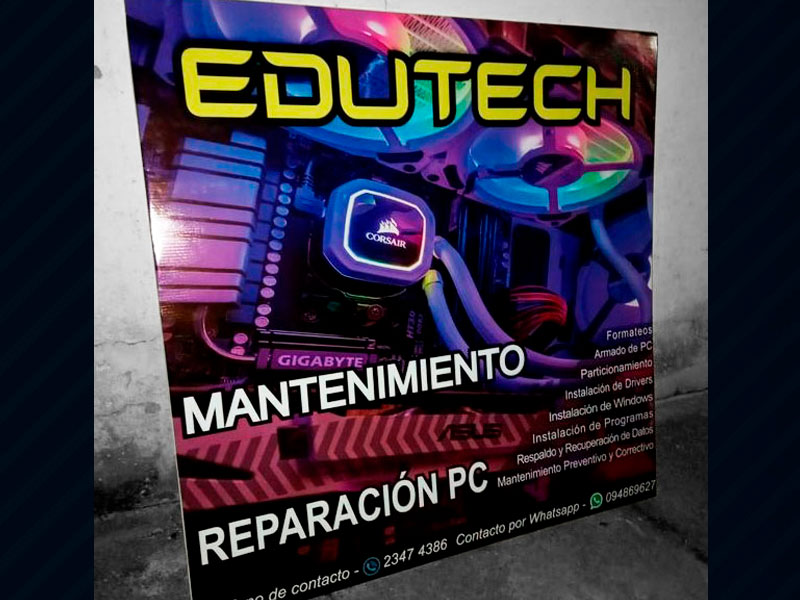 EDUTECH
CORSAIR
GIGABYTE
MANTENIMIENTO
ASUS
Formateos
Armado de PC
Particionamiento
Instalación de Drivers
Instalación de Windows
Instalación de Programas
Respaldo y Recuperación de Datos
Mantenimiento Preventivo y Correctivo
REPARACIÓN PC
de contacto - 2347 4386 Contacto por Whatsapp - 094869627